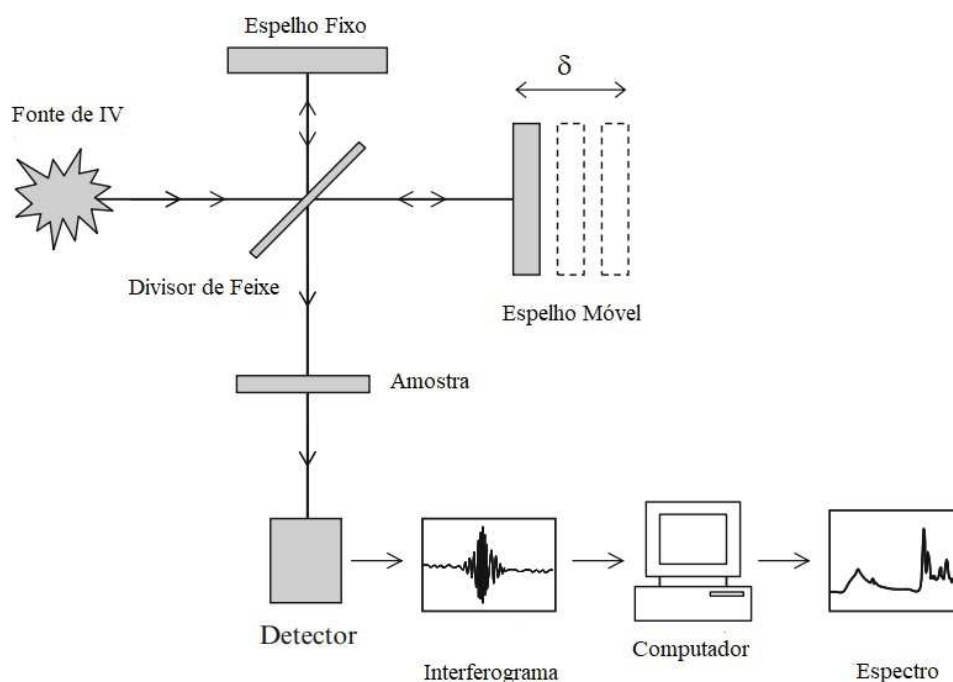 Espelho Fixo
δ
Fonte de IV
Divisor de Feixe
Espelho Móvel
Amostra
Detector
Interferograma
Computador
Espectro